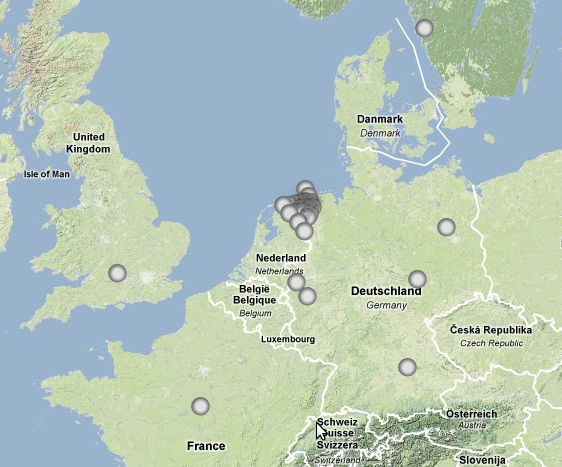 Danmark
Denmark
United
Kingdom
Isle of Man
Nederland
Netherlands
België
Belgique
Belgium
Deutschland
Germany
Luxembourg
Česká Republika
Czech Republic
Österreich
Austria
Schweiz
Suisse
Svizzera
Switzerland
France
Slovenija